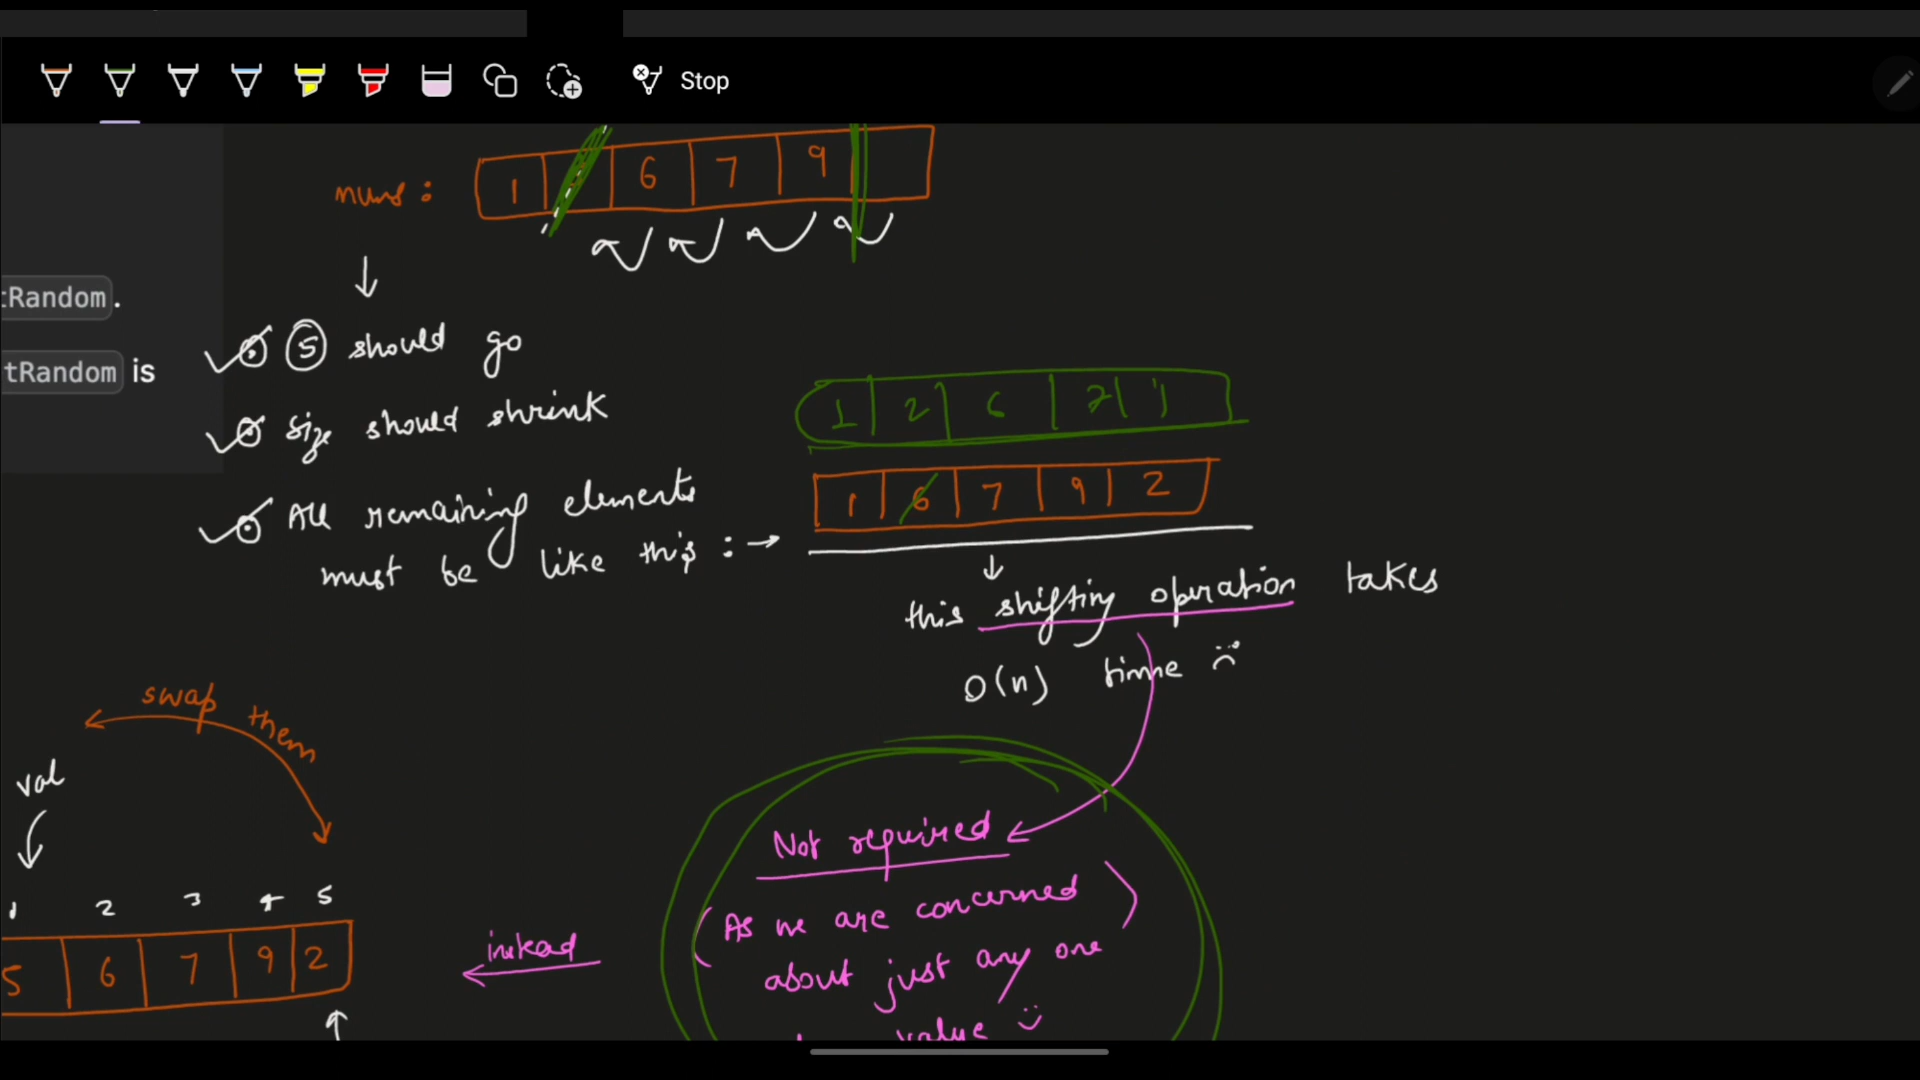 Stop
nums : 1 6 7 9
tRandom.
tRandom is
5 should go
Size should shrink
All remaining elements
must be like this : →
1 2 6 7
1 6 7 9 2
this shifting operation takes
O(n) time
swap them
val
Not required
(As we are concerned
about just any one
value
instead
1 2 3 4 5
5 6 7 9 2